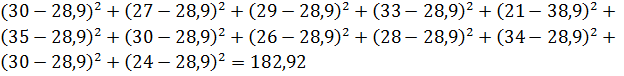 (30 − 28,9)² + (27 − 28,9)² + (29 − 28,9)² + (33 − 28,9)² + (21 − 38,9)² +
(35 − 28,9)² + (30 − 28,9)² + (26 − 28,9)² + (28 − 28,9)² + (34 − 28,9)² +
(30 − 28,9)² + (24 − 28,9)² = 182,92